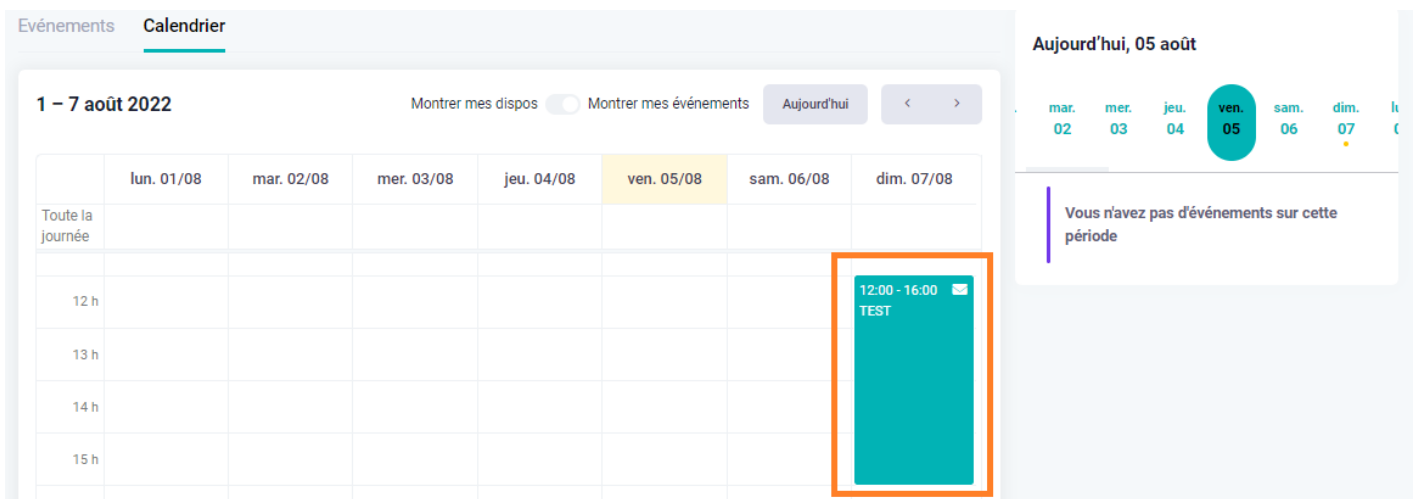 Evénements Calendrier
1 – 7 août 2022 Montrer mes dispos Montrer mes événements Aujourd'hui < >
lun. 01/08 mar. 02/08 mer. 03/08 jeu. 04/08 ven. 05/08 sam. 06/08 dim. 07/08
Toute la
journée
12 h
13 h
14 h
15 h
12:00 - 16:00
TEST
Aujourd'hui, 05 août
mar. mer. jeu. ven. sam. dim.
02 03 04 05 06 07
Vous n'avez pas d'événements sur cette
période